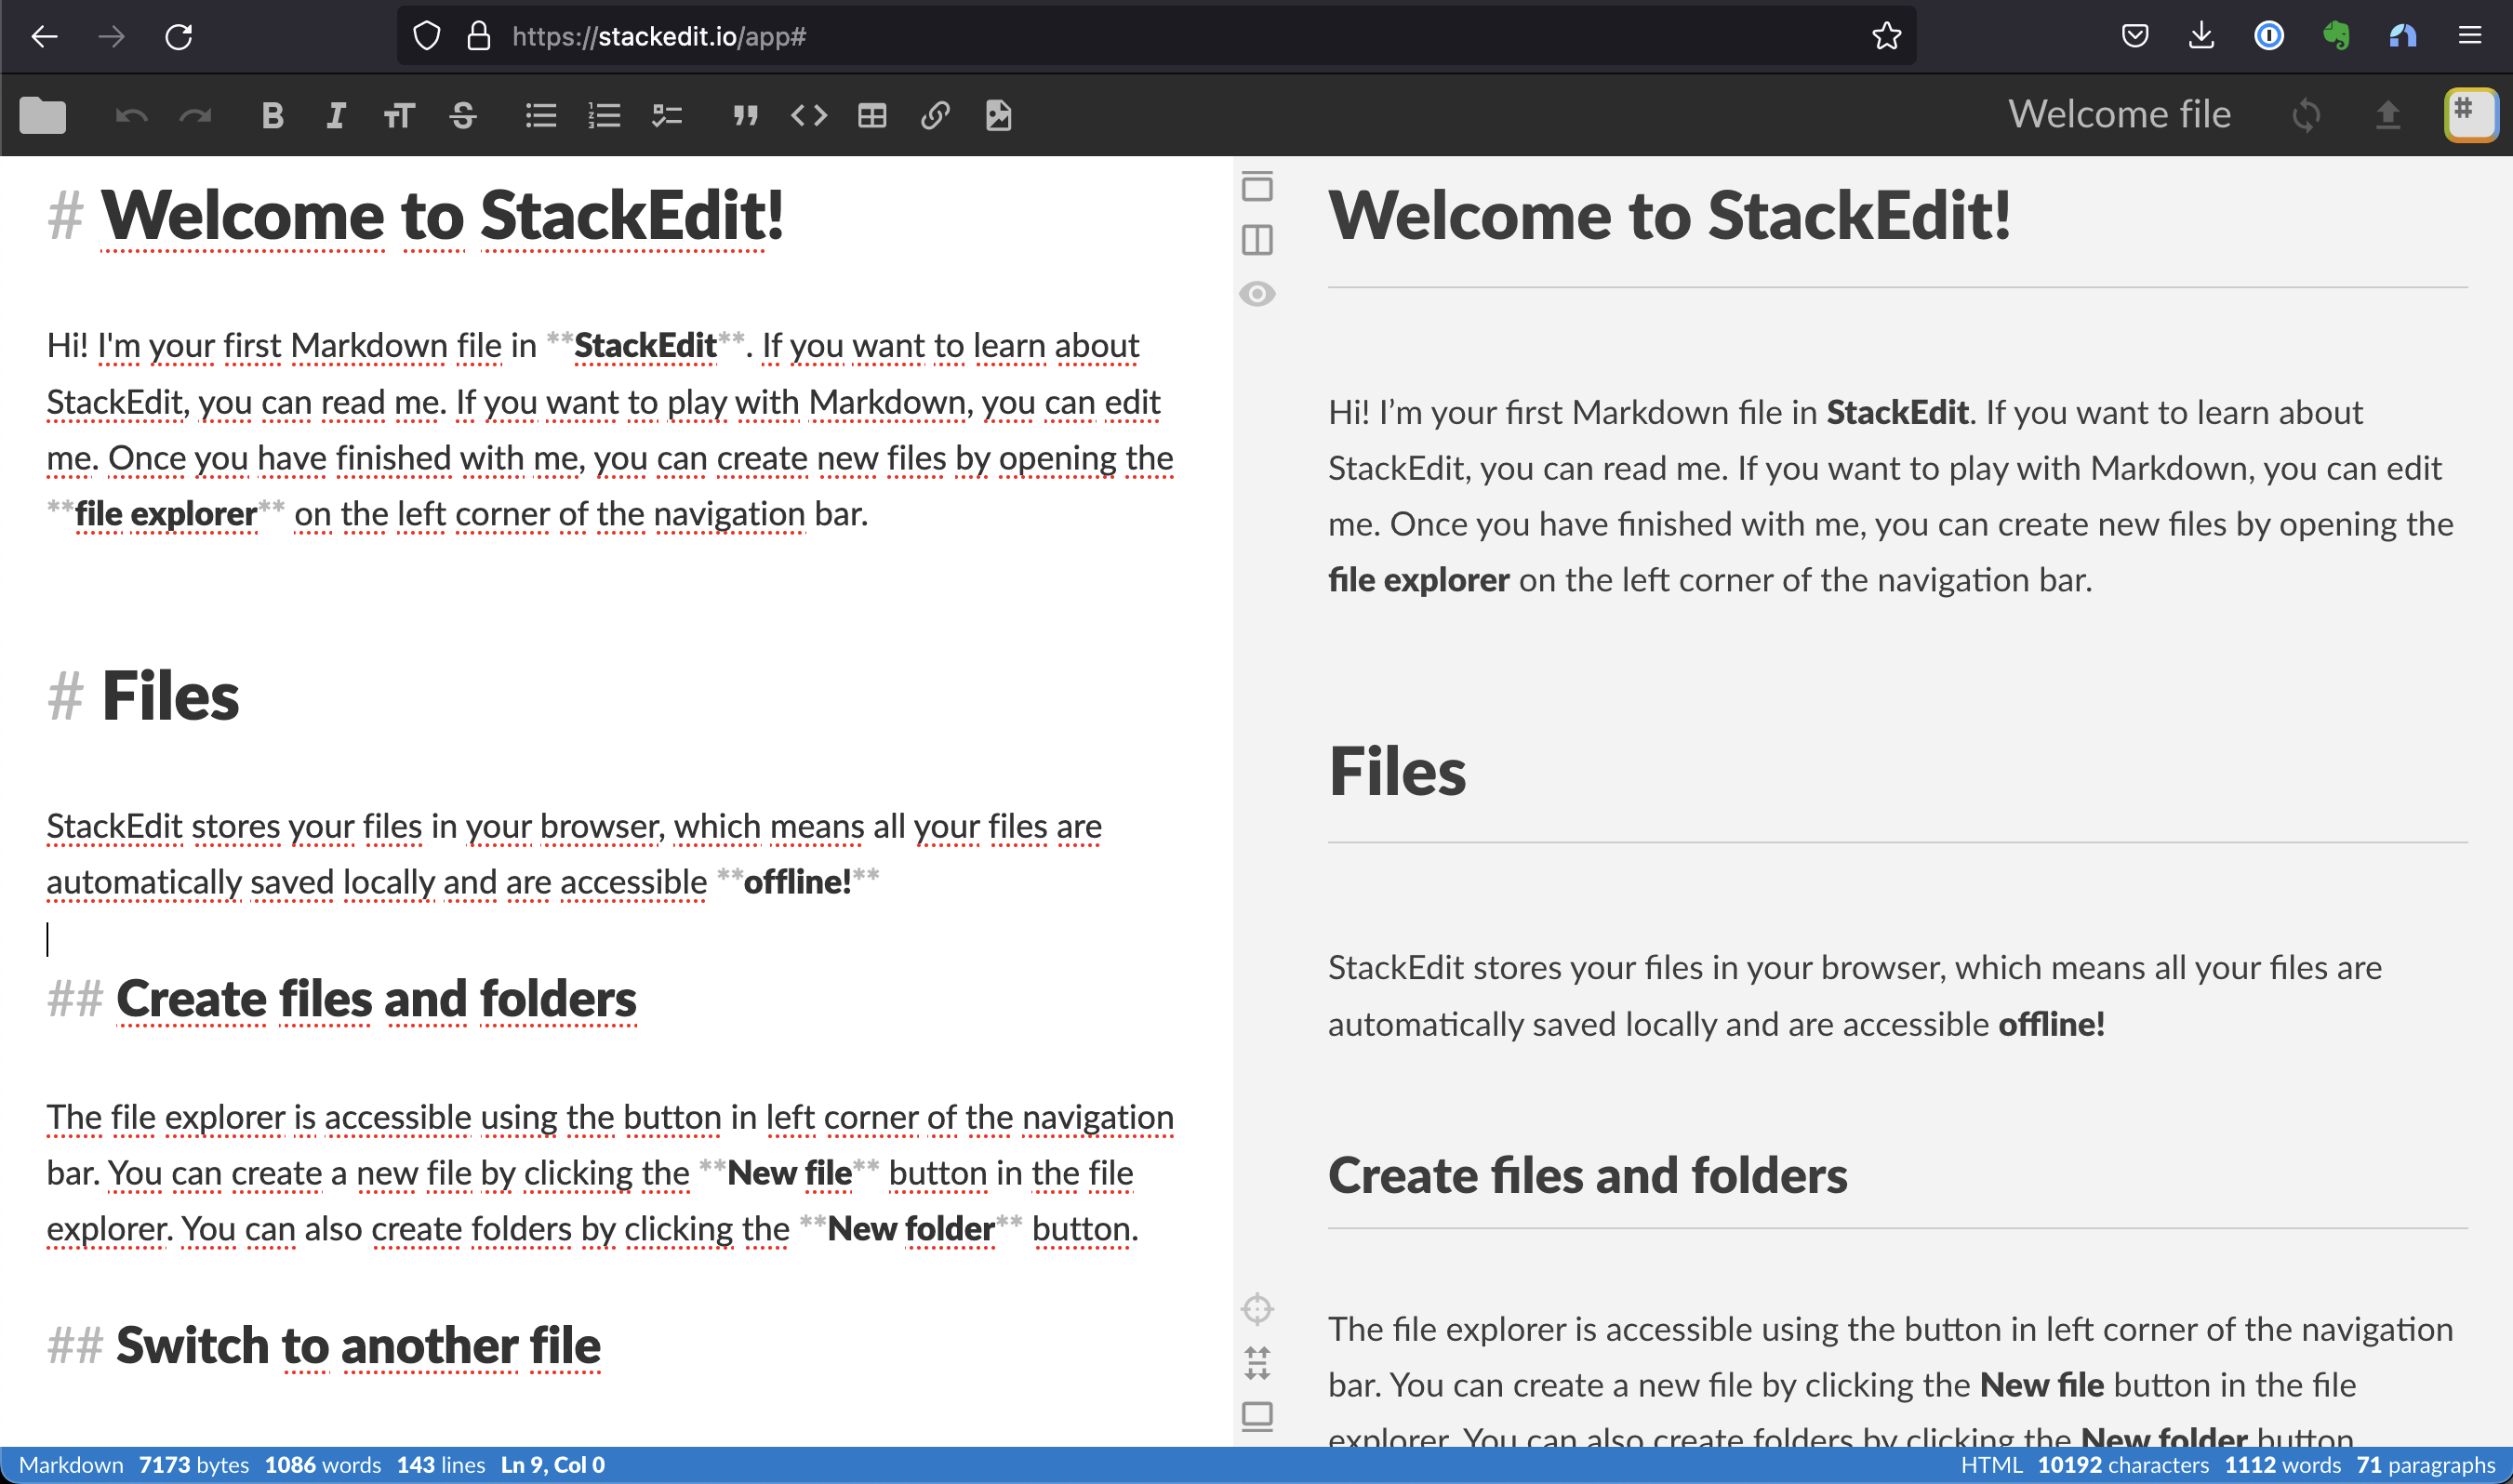 https://stackedit.io/app#
Welcome file
# Welcome to StackEdit!
Hi! I'm your first Markdown file in **StackEdit**. If you want to learn about
StackEdit, you can read me. If you want to play with Markdown, you can edit
me. Once you have finished with me, you can create new files by opening the
**file explorer** on the left corner of the navigation bar.
# Files
StackEdit stores your files in your browser, which means all your files are
automatically saved locally and are accessible **offline!**
## Create files and folders
The file explorer is accessible using the button in left corner of the navigation
bar. You can create a new file by clicking the **New file** button in the file
explorer. You can also create folders by clicking the **New folder** button.
## Switch to another file
Welcome to StackEdit!
Hi! I’m your first Markdown file in StackEdit. If you want to learn about
StackEdit, you can read me. If you want to play with Markdown, you can edit
me. Once you have finished with me, you can create new files by opening the
file explorer on the left corner of the navigation bar.
Files
StackEdit stores your files in your browser, which means all your files are
automatically saved locally and are accessible offline!
Create files and folders
The file explorer is accessible using the button in left corner of the navigation
bar. You can create a new file by clicking the New file button in the file
explorer. You can also create folders by clicking the New folder button.
Markdown 7173 bytes 1086 words 143 lines Ln 9, Col 0
HTML 10192 characters 1112 words 71 paragraphs